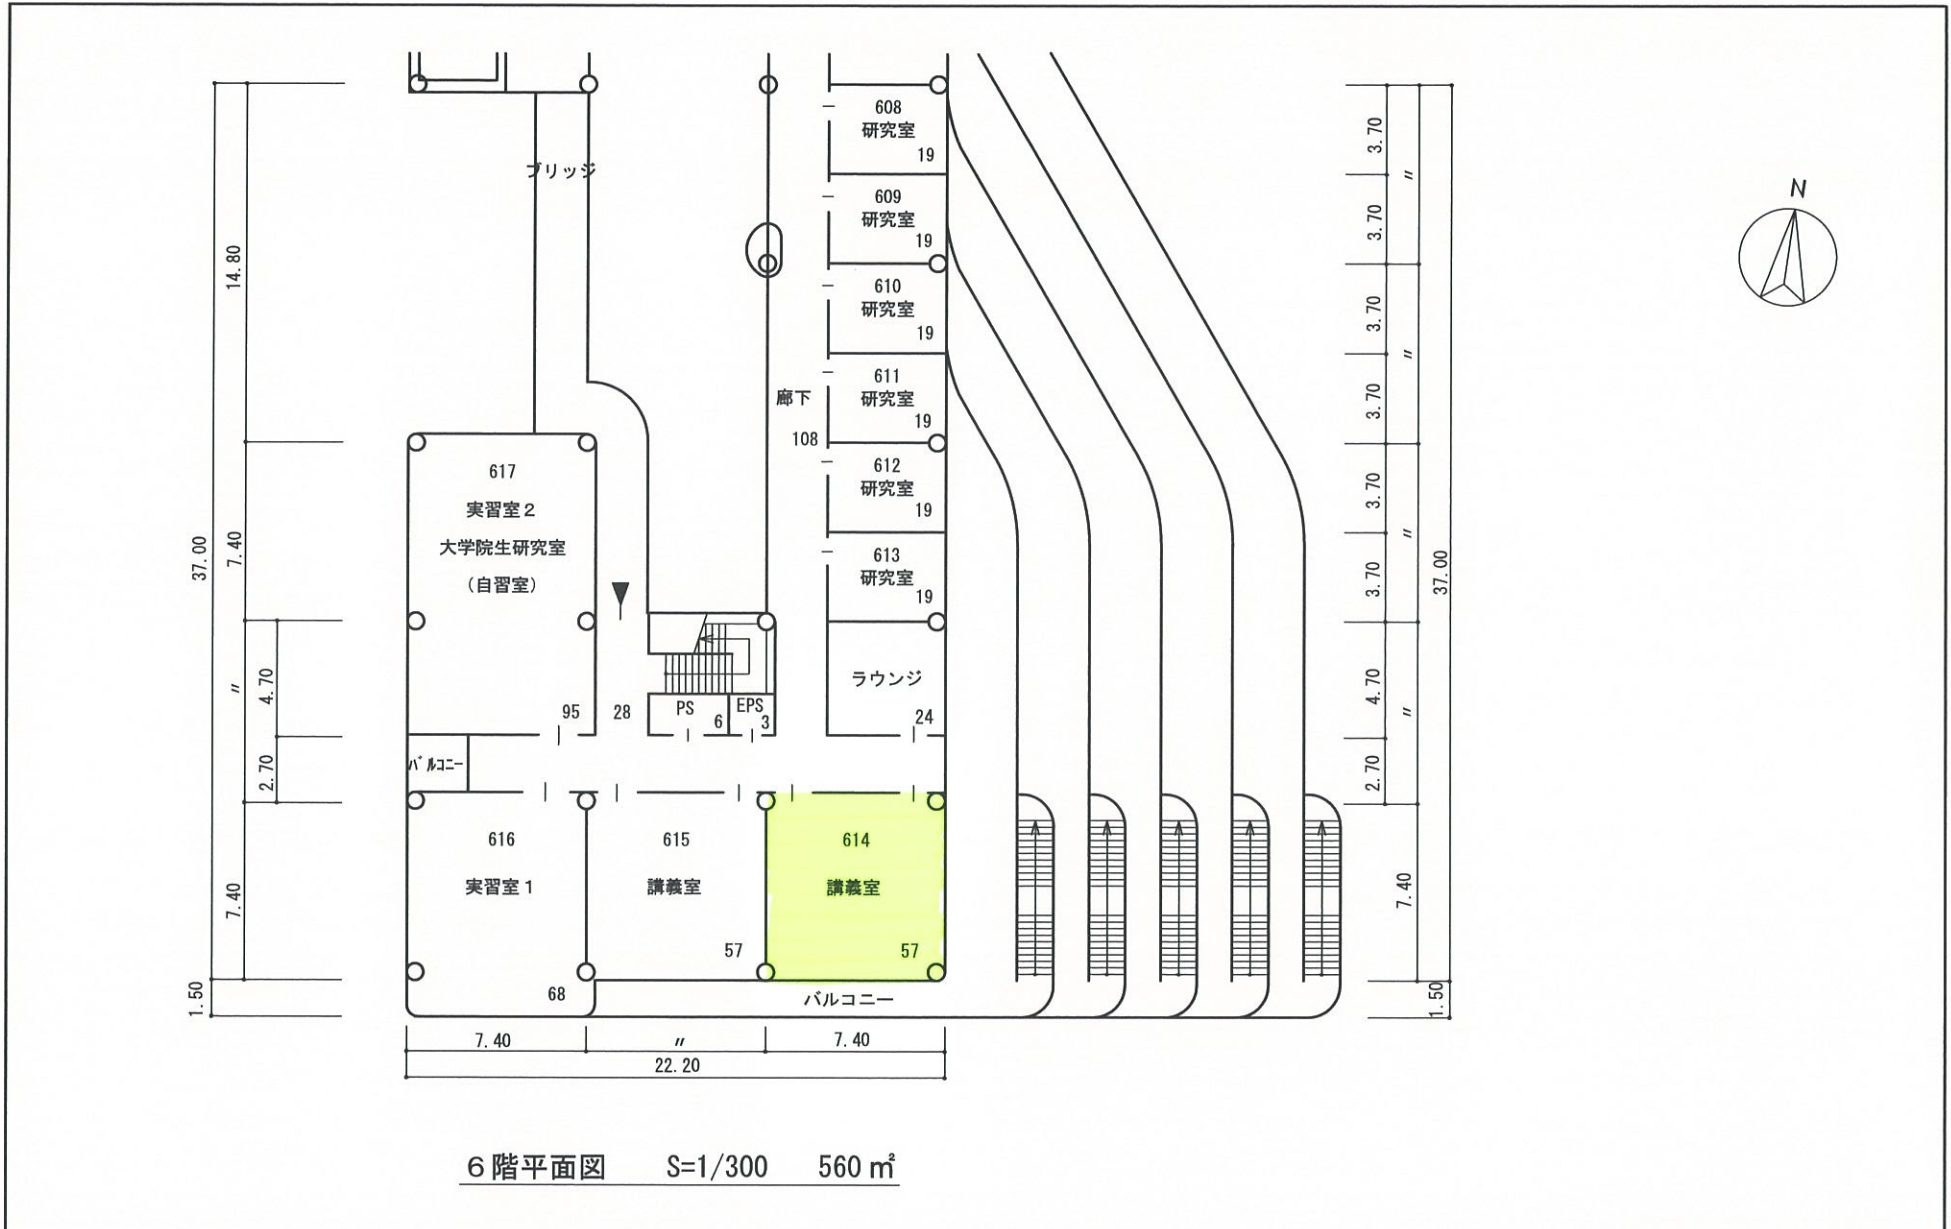 N
608
研究室
19
609
研究室
19
610
研究室
19
611
研究室
19
612
研究室
19
613
研究室
19
ブリッジ
廊下
108
617
実習室2
大学院生研究室
(自習室)
95
28
PS
6
EPS
3
ラウンジ
24
バルコニー
616
実習室1
68
615
講義室
57
614
講義室
57
バルコニー
37.00
14.80
7.40
〃
4.70
2.70
7.40
1.50
3.70
3.70
3.70
3.70
3.70
3.70
4.70
2.70
〃
〃
〃
〃
7.40
37.00
1.50
7.40
〃
7.40
22.20
6階平面図 S=1/300 560㎡